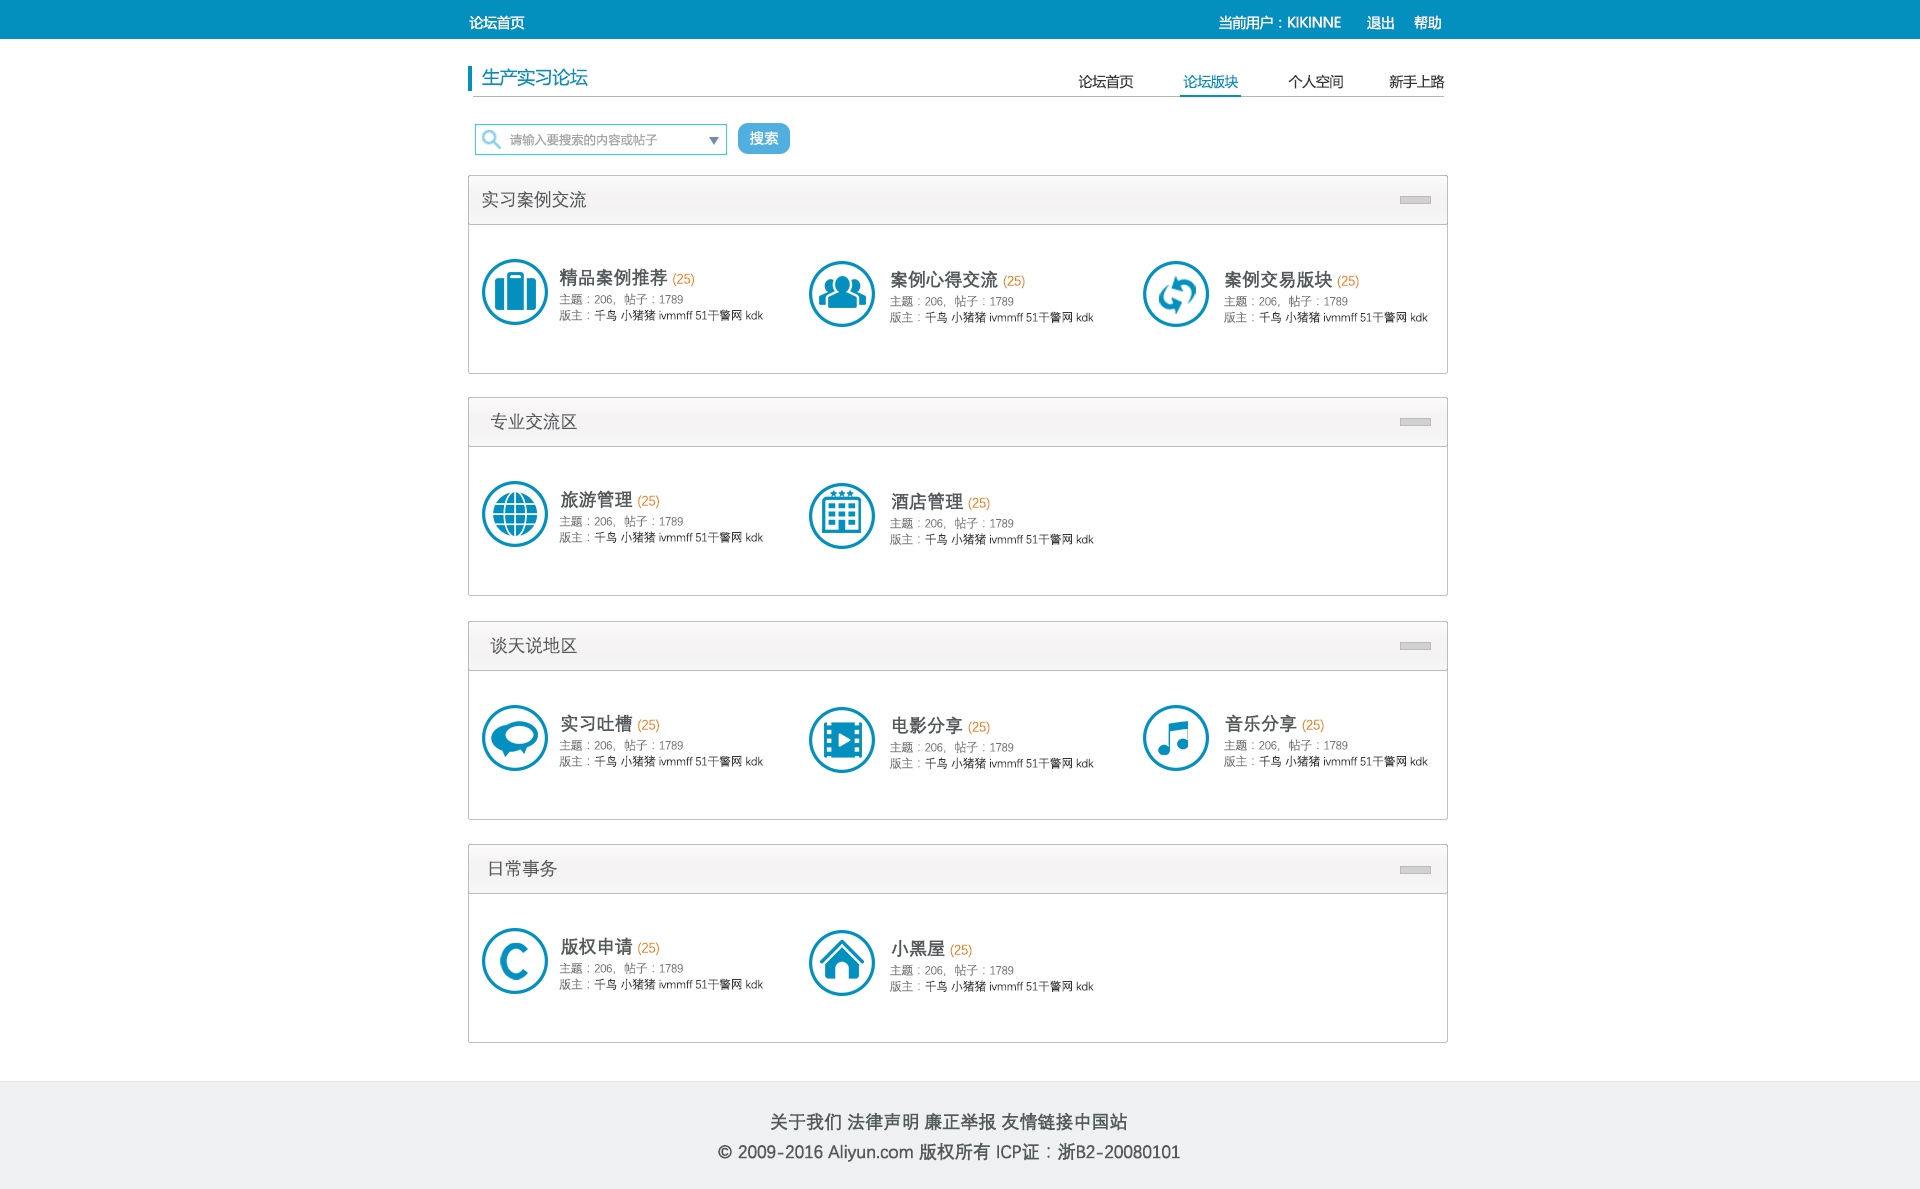 论坛首页 当前用户：KIKINNE 退出 帮助
生产实习论坛 论坛首页 论坛版块 个人空间 新手上路
请输入要搜索的内容或帖子 搜索
实习案例交流
精品案例推荐 (25)
主题：206，帖子：1789
版主：千鸟 小猪猪 ivmmff 51干警网 kdk
案例心得交流 (25)
主题：206，帖子：1789
版主：千鸟 小猪猪 ivmmff 51干警网 kdk
案例交易版块 (25)
主题：206，帖子：1789
版主：千鸟 小猪猪 ivmmff 51干警网 kdk
专业交流区
旅游管理 (25)
主题：206，帖子：1789
版主：千鸟 小猪猪 ivmmff 51干警网 kdk
酒店管理 (25)
主题：206，帖子：1789
版主：千鸟 小猪猪 ivmmff 51干警网 kdk
谈天说地区
实习吐槽 (25)
主题：206，帖子：1789
版主：千鸟 小猪猪 ivmmff 51干警网 kdk
电影分享 (25)
主题：206，帖子：1789
版主：千鸟 小猪猪 ivmmff 51干警网 kdk
音乐分享 (25)
主题：206，帖子：1789
版主：千鸟 小猪猪 ivmmff 51干警网 kdk
日常事务
C
版权申请 (25)
主题：206，帖子：1789
版主：千鸟 小猪猪 ivmmff 51干警网 kdk
小黑屋 (25)
主题：206，帖子：1789
版主：千鸟 小猪猪 ivmmff 51干警网 kdk
关于我们 法律声明 廉正举报 友情链接中国站
© 2009-2016 Aliyun.com 版权所有 ICP证：浙B2-20080101